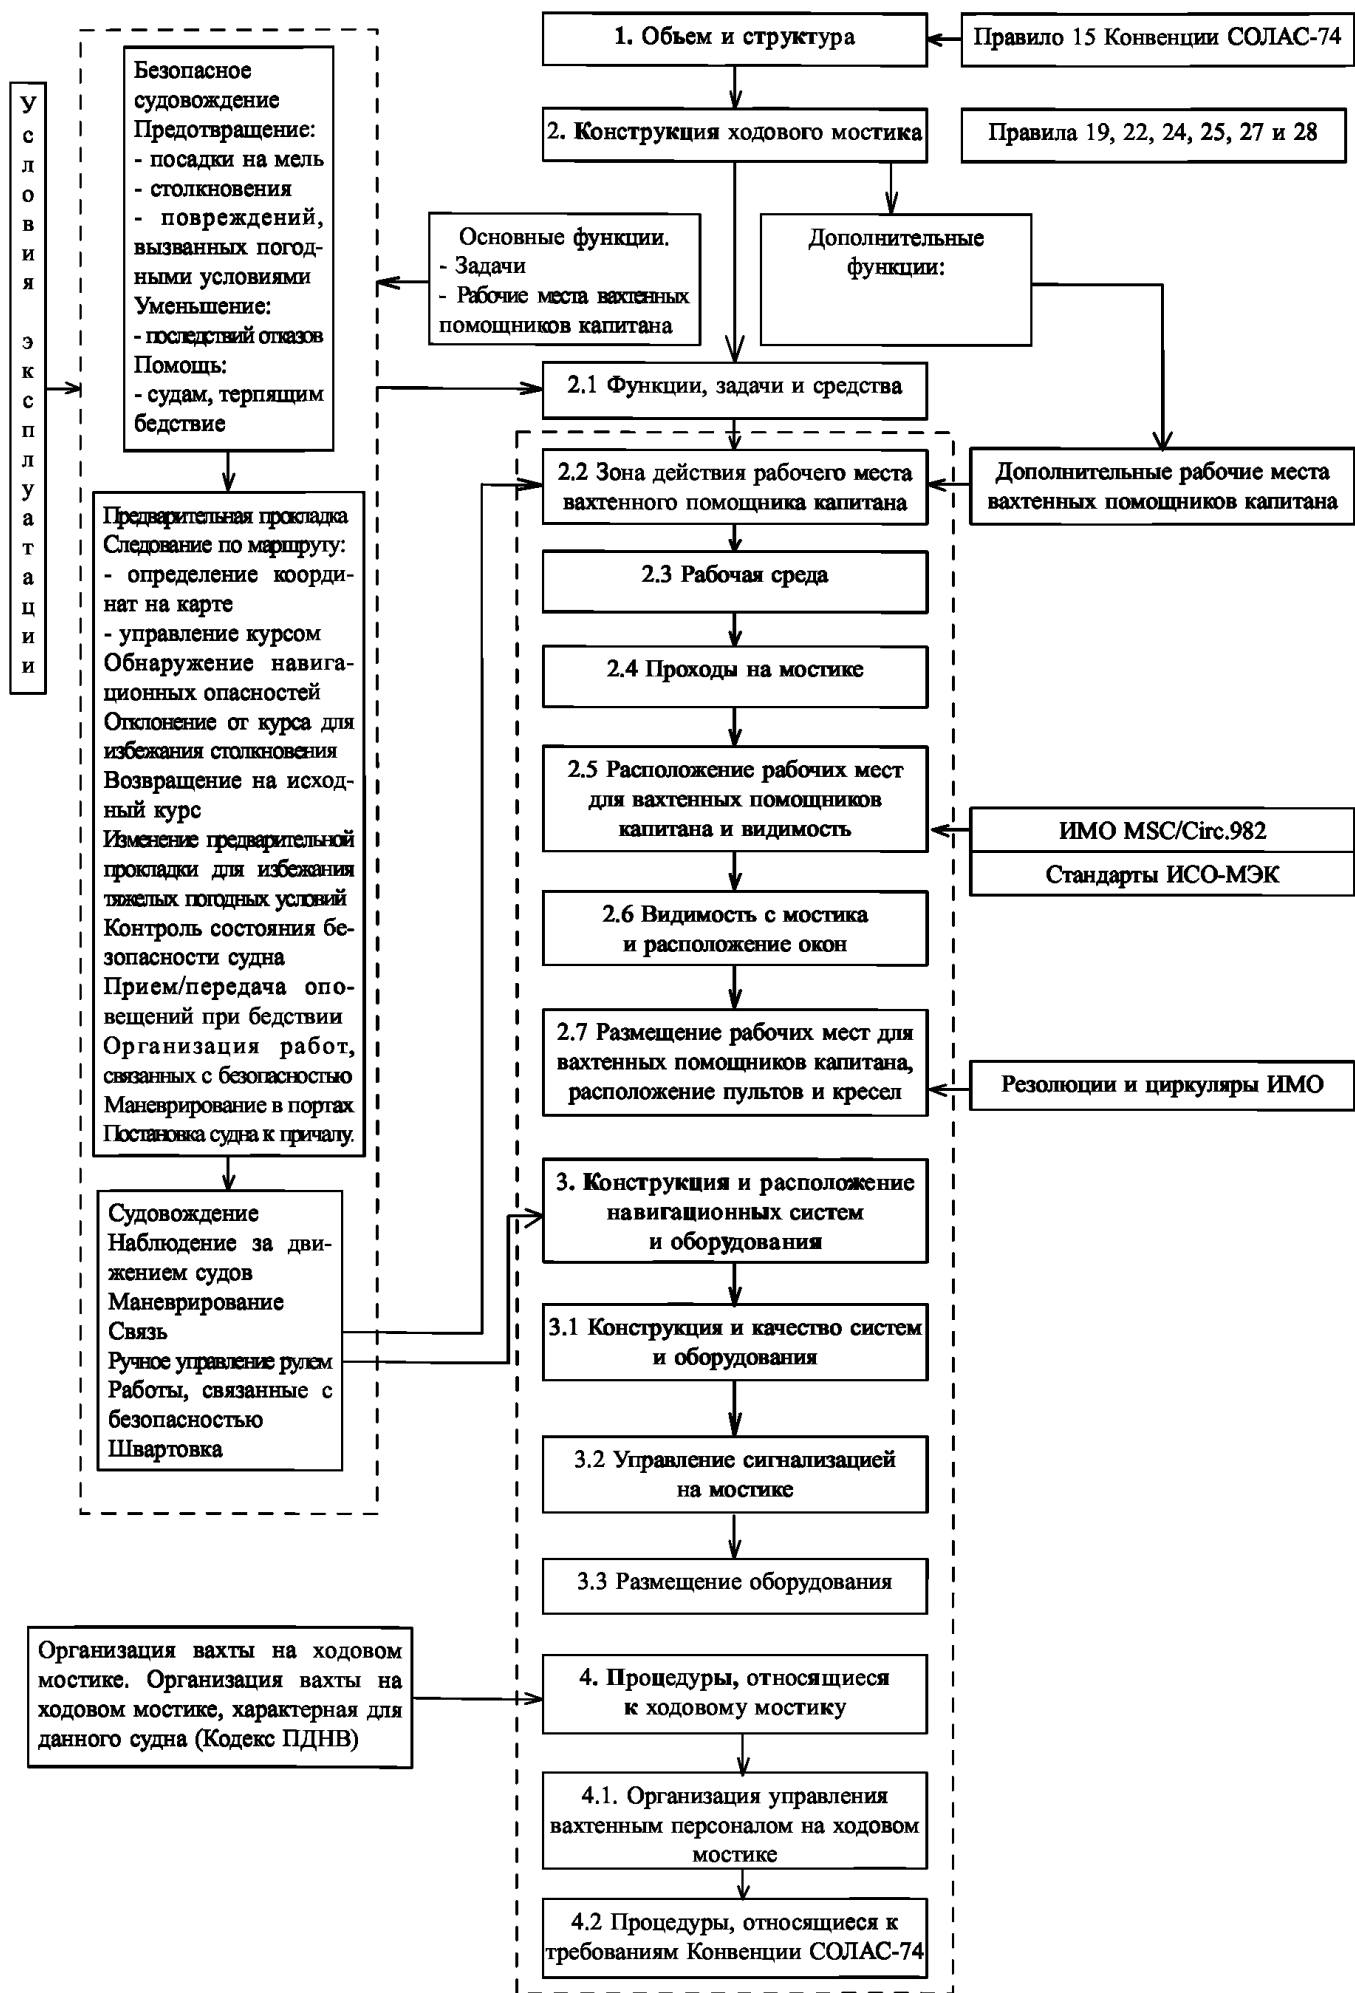 1. Обьем и структура
Правило 15 Конвенции СОЛАС-74
2. Конструкция ходового мостика
Правила 19, 22, 24, 25, 27 и 28
Условия эксплуатации
Безопасное
судовождение
Предотвращение:
- посадки на мель
- столкновения
- повреждений,
вызванных погод-
ными условиями
Уменьшение:
- последствий отказов
Помощь:
- судам, терпящим
бедствие
Основные функции.
- Задачи
- Рабочие места вахтенных
помощников капитана
Дополнительные
функции:
2.1 Функции, задачи и средства
2.2 Зона действия рабочего места
вахтенного помощника капитана
Дополнительные рабочие места
вахтенных помощников капитана
Предварительная прокладка
Следование по маршруту:
- определение коорди-
нат на карте
- управление курсом
Обнаружение навига-
ционных опасностей
Отклонение от курса для
избежания столкновения
Возвращение на исход-
ный курс
Изменение предварительной
прокладки для избежания
тяжелых погодных условий
Контроль состояния бе-
зопасности судна
Прием/передача опо-
вещений при бедствии
Организация работ,
связанных с безопасностью
Маневрирование в портах
Постановка судна к причалу.
2.3 Рабочая среда
2.4 Проходы на мостике
2.5 Расположение рабочих мест
для вахтенных помощников
капитана и видимость
ИМО MSC/Circ.982
Стандарты ИСО-МЭК
2.6 Видимость с мостика
и расположение окон
2.7 Размещение рабочих мест для
вахтенных помощников капитана,
расположение пультов и кресел
Резолюции и циркуляры ИМО
3. Конструкция и расположение
навигационных систем
и оборудования
Судовождение
Наблюдение за дви-
жением судов
Маневрирование
Связь
Ручное управление рулем
Работы, связанные с
безопасностью
Швартовка
3.1 Конструкция и качество систем
и оборудования
3.2 Управление сигнализацией
на мостике
3.3 Размещение оборудования
Организация вахты на ходовом
мостике. Организация вахты на
ходовом мостике, характерная для
данного судна (Кодекс ПДНВ)
4. Процедуры, относящиеся
к ходовому мостику
4.1. Организация управления
вахтенным персоналом на ходовом
мостике
4.2 Процедуры, относящиеся к
требованиям Конвенции СОЛАС-74